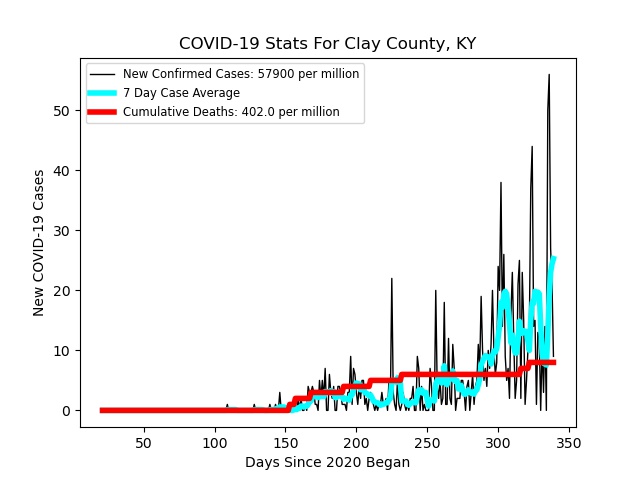 COVID-19 Stats For Clay County, KY
New Confirmed Cases: 57900 per million
7 Day Case Average
Cumulative Deaths: 402.0 per million
New COVID-19 Cases
50
40
30
20
10
0
50 100 150 200 250 300 350
Days Since 2020 Began